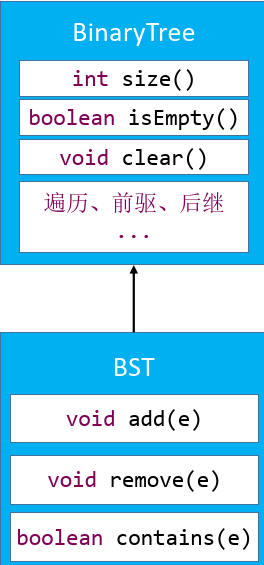 BinaryTree
int size()
boolean isEmpty()
void clear()
遍历、前驱、后继
...
BST
void add(e)
void remove(e)
boolean contains(e)